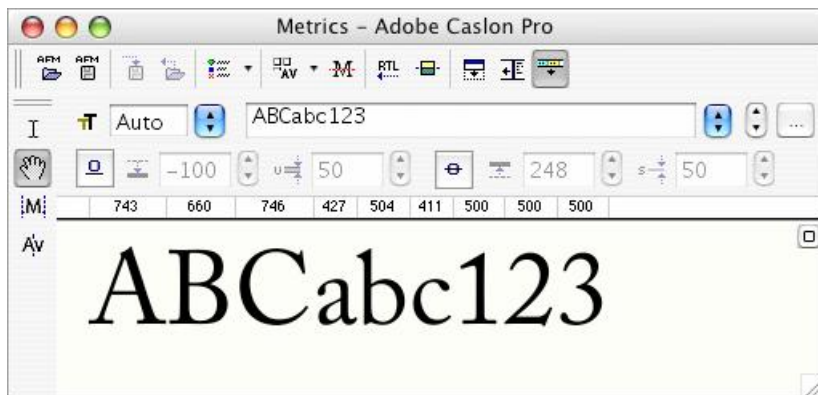 Metrics – Adobe Caslon Pro
AFM AFM AV M RTL
I T Auto ABCabc123 ...
o -100 u 50 o 248 s 50
M 743 660 746 427 504 411 500 500 500
AV
ABCabc123